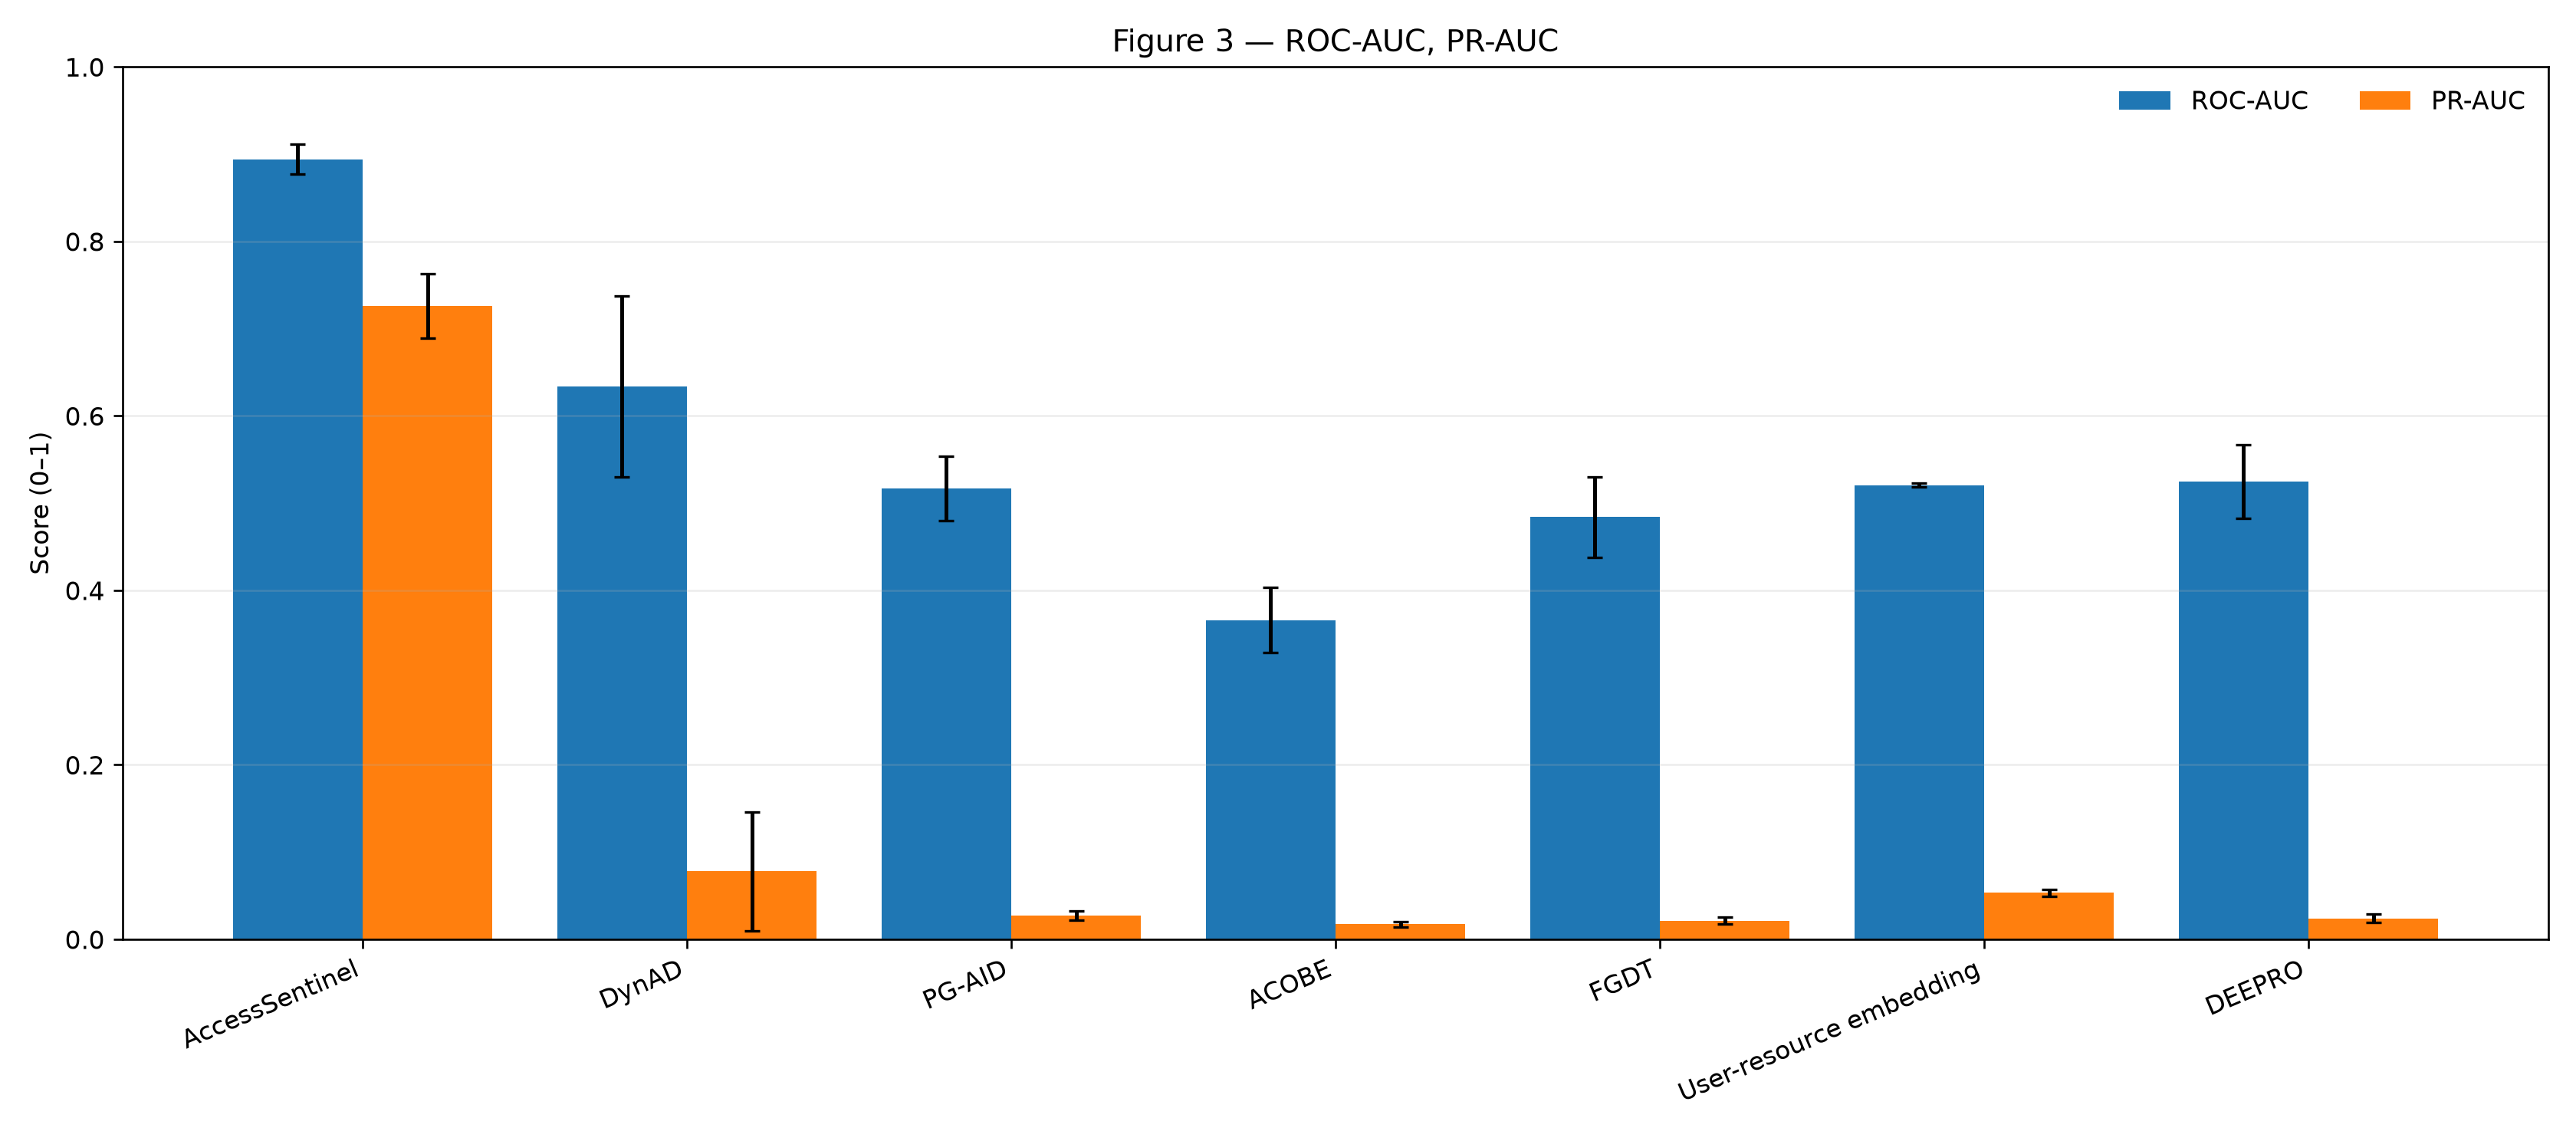 Figure 3 — ROC-AUC, PR-AUC
ROC-AUC
PR-AUC
Score (0–1)
1.0
0.8
0.6
0.4
0.2
0.0
AccessSentinel
DynAD
PG-AID
ACOBE
FGDT
User-resource embedding
DEEPRO